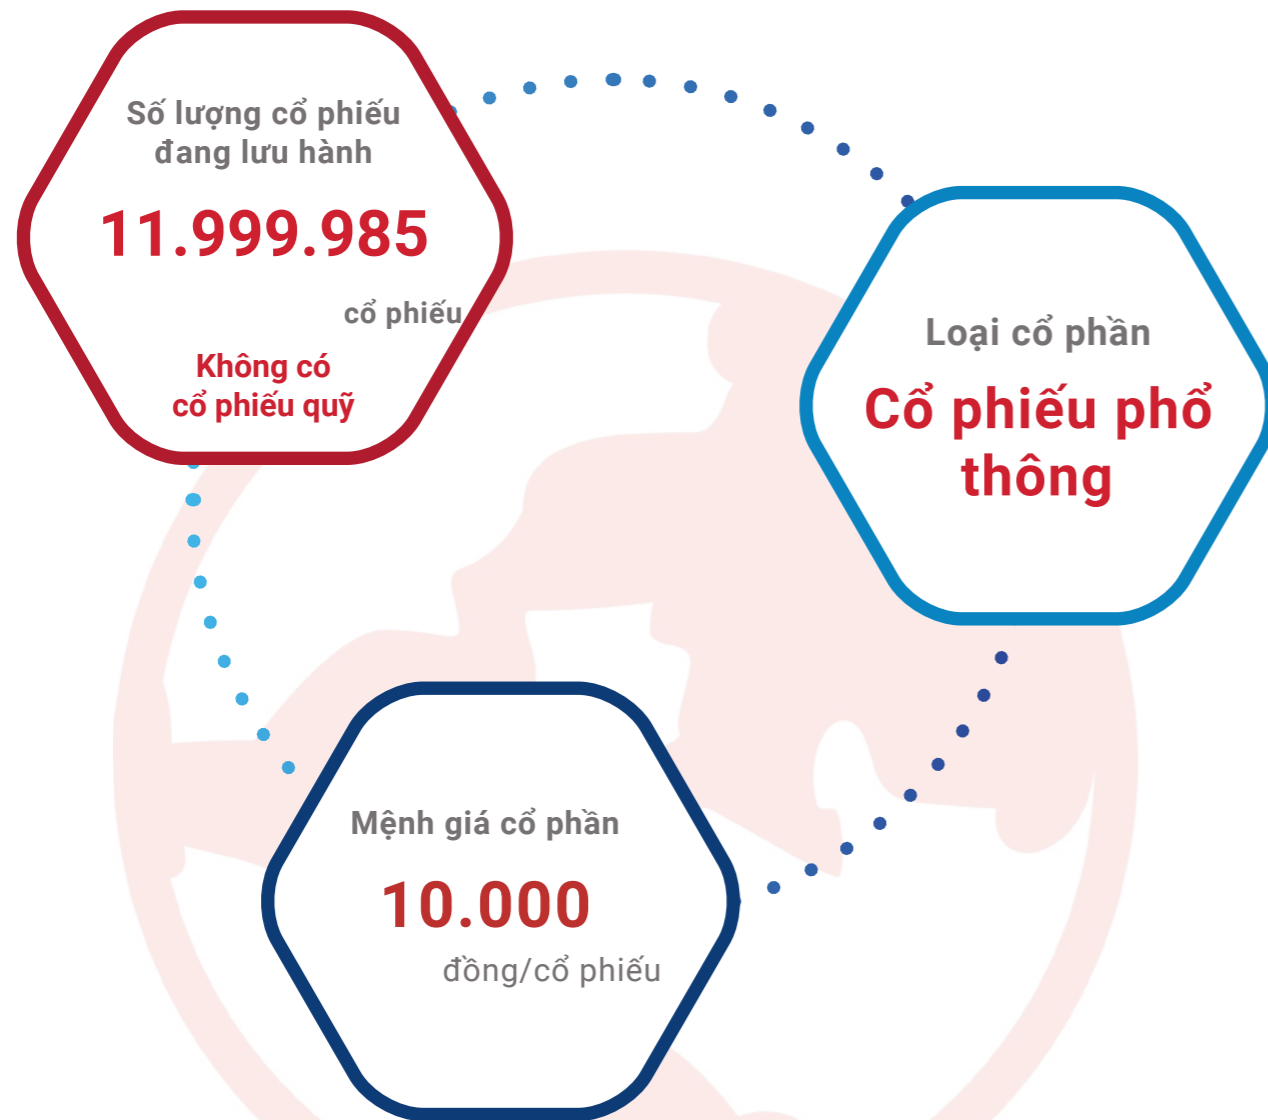 Số lượng cổ phiếu
đang lưu hành
11.999.985
cổ phiếu
Không có
cổ phiếu quỹ
Loại cổ phần
Cổ phiếu phổ
thông
Mệnh giá cổ phần
10.000
đồng/cổ phiếu